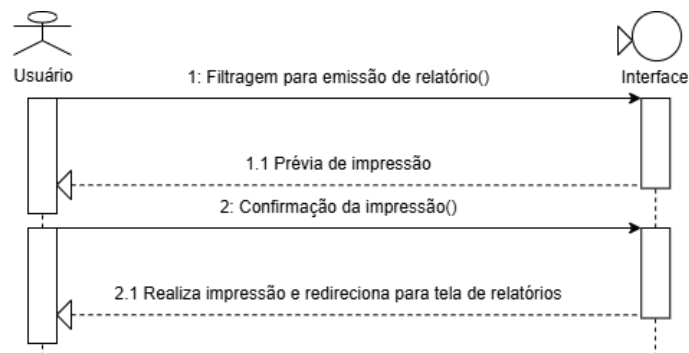 Usuário
Interface
1: Filtragem para emissão de relatório()
1.1 Prévia de impressão
2: Confirmação da impressão()
2.1 Realiza impressão e redireciona para tela de relatórios